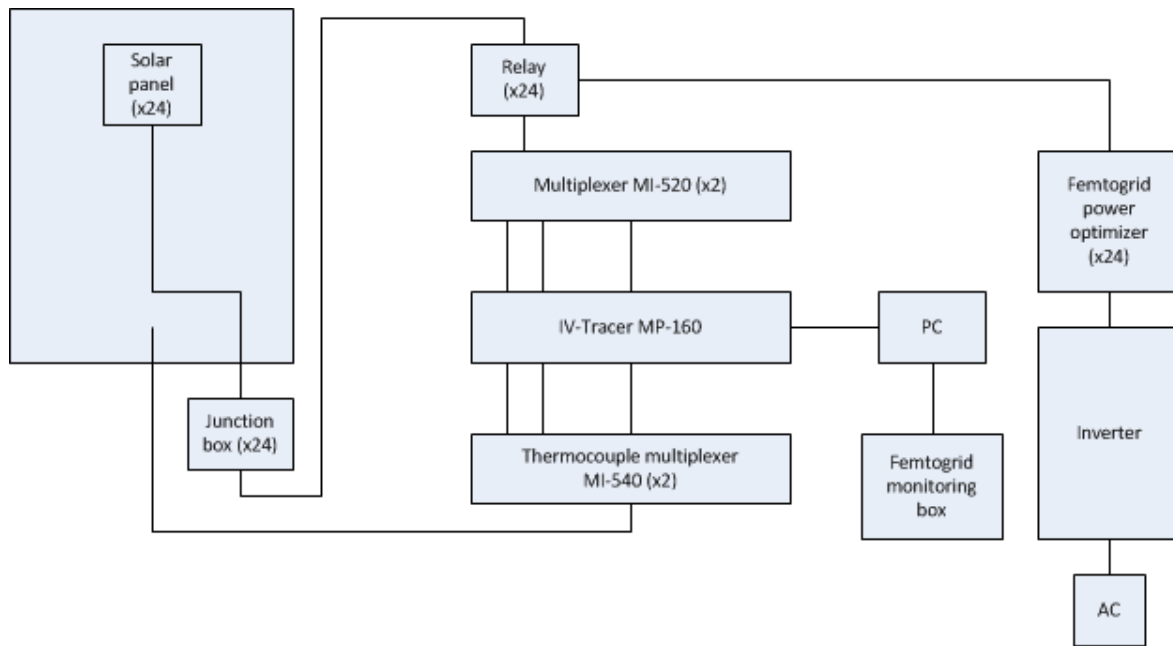 Solar
panel
(x24)
Relay
(x24)
Multiplexer MI-520 (x2)
Femtogrid
power
optimizer
(x24)
IV-Tracer MP-160
PC
Junction
box (x24)
Thermocouple multiplexer
MI-540 (x2)
Femtogrid
monitoring
box
Inverter
AC